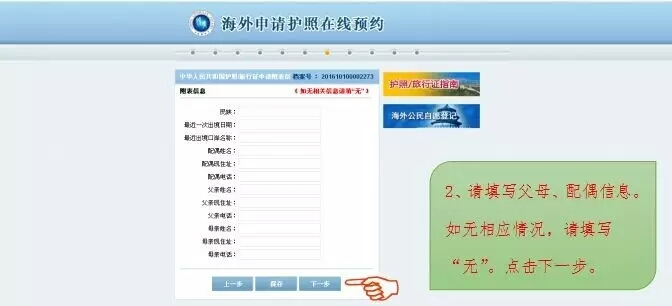 海外申请护照在线预约
中华人民共和国护照/旅行证申请附表信 档案号：201610100002273
附表信息
《 如无相关信息请填“无” 》
民族：
最近一次出境日期：
最近出境口岸名称：
配偶姓名：
配偶现住址：
配偶电话：
父亲姓名：
父亲现住址：
父亲电话：
母亲姓名：
母亲现住址：
母亲电话：
上一步
保存
下一步
护照/旅行证指南
海外公民自愿登记
2、请填写父母、配偶信息。
如无相应情况，请填写
“无”。点击下一步。